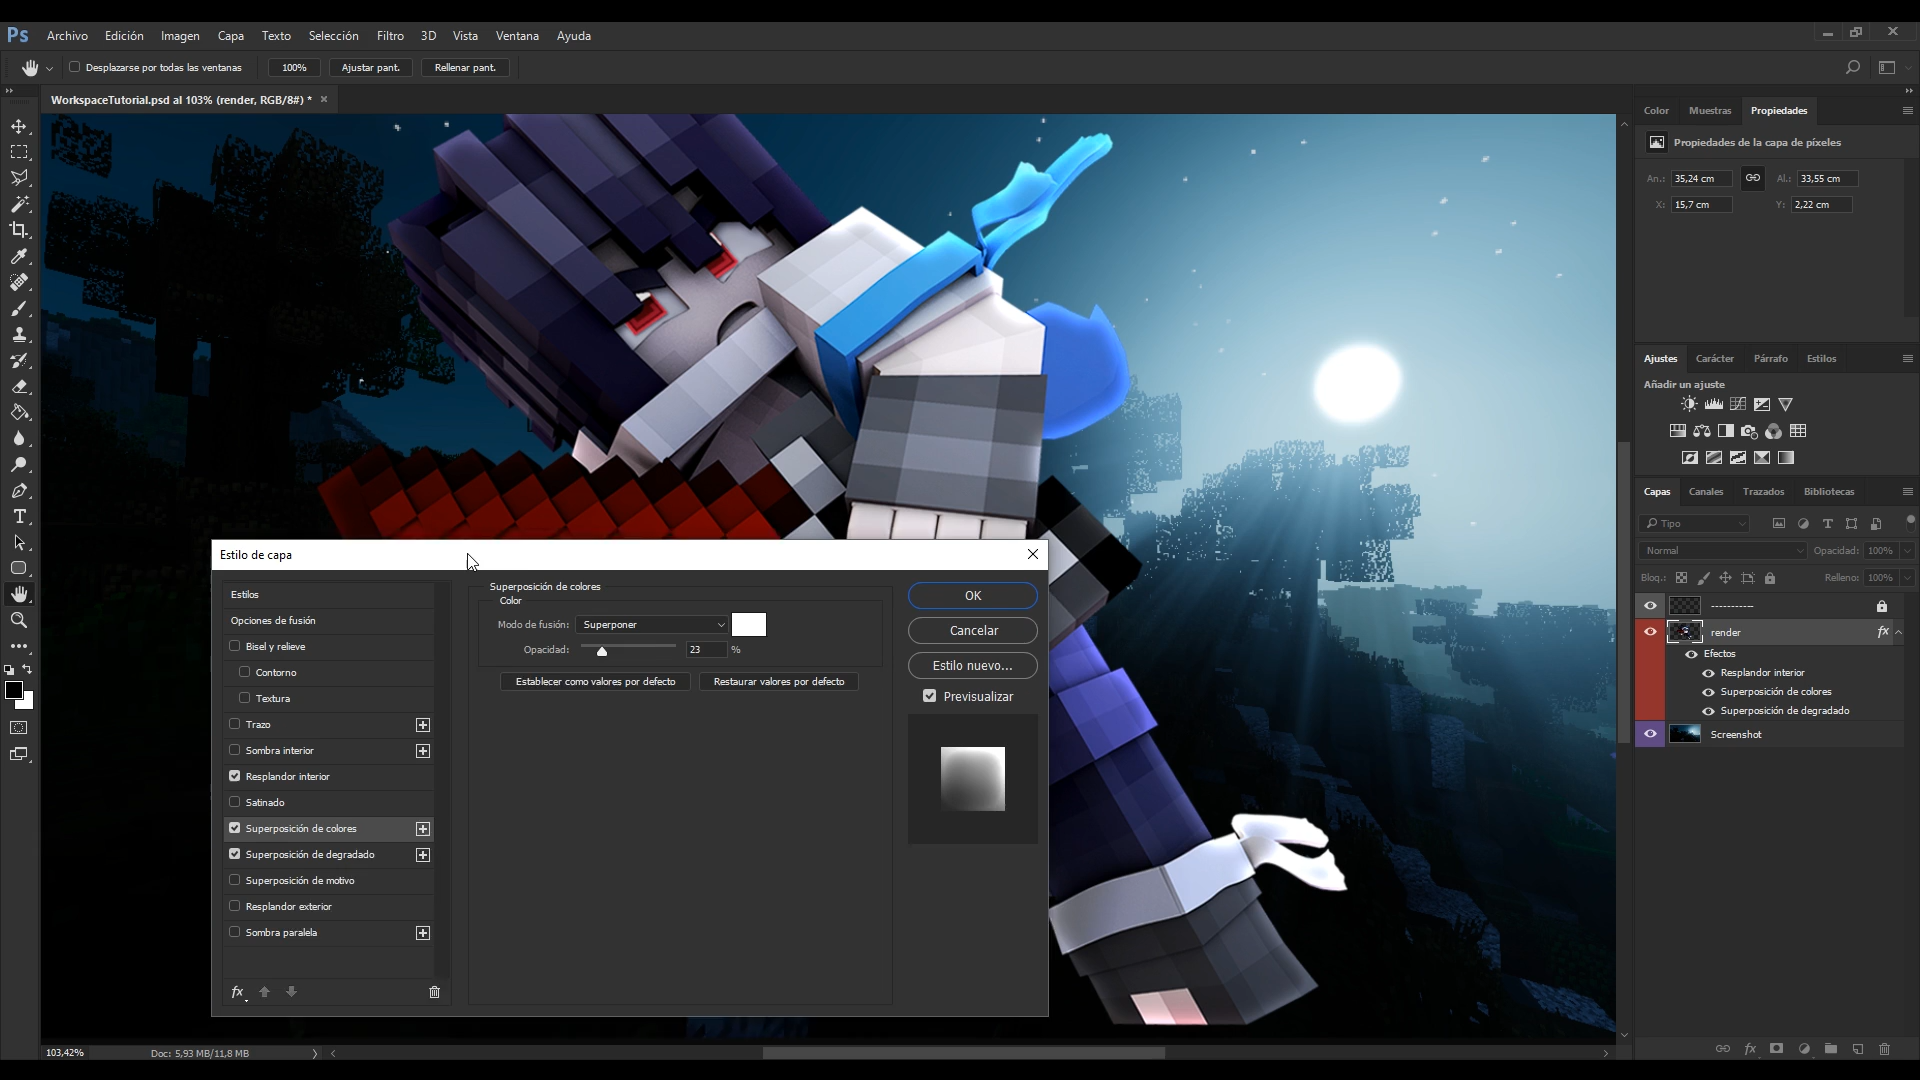 Ps Archivo Edición Imagen Capa Texto Selección Filtro 3D Vista Ventana Ayuda
Desplazarse por todas las ventanas 100% Ajustar pant. Rellenar pant.
WorkspaceTutorial.psd al 103% (render, RGB/8#) * ×
Color Muestras Propiedades
Propiedades de la capa de píxeles
An.: 35,24 cm Al.: 33,55 cm
X: 15,7 cm Y: 2,22 cm
Ajustes Carácter Párrafo Estilos
Añadir un ajuste
Capas Canales Trazados Bibliotecas
Tipo
Normal Opacidad: 100%
Bloq.: Relleno: 100%
-----------
render fx
Efectos
Resplandor interior
Superposición de colores
Superposición de degradado
Screenshot
Estilo de capa
Estilos
Opciones de fusión
Bisel y relieve
Contorno
Textura
Trazo
Sombra interior
Resplandor interior
Satinado
Superposición de colores
Superposición de degradado
Superposición de motivo
Resplandor exterior
Sombra paralela
fx
Superposición de colores
Color
Modo de fusión: Superponer
Opacidad: 23 %
Establecer como valores por defecto Restaurar valores por defecto
OK
Cancelar
Estilo nuevo...
Previsualizar
103,42% Doc: 5,93 MB/11,8 MB
fx